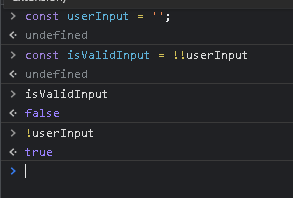 > const userInput = '';
< undefined
> const isValidInput = !!userInput
< undefined
> isValidInput
< false
> !userInput
< true
>